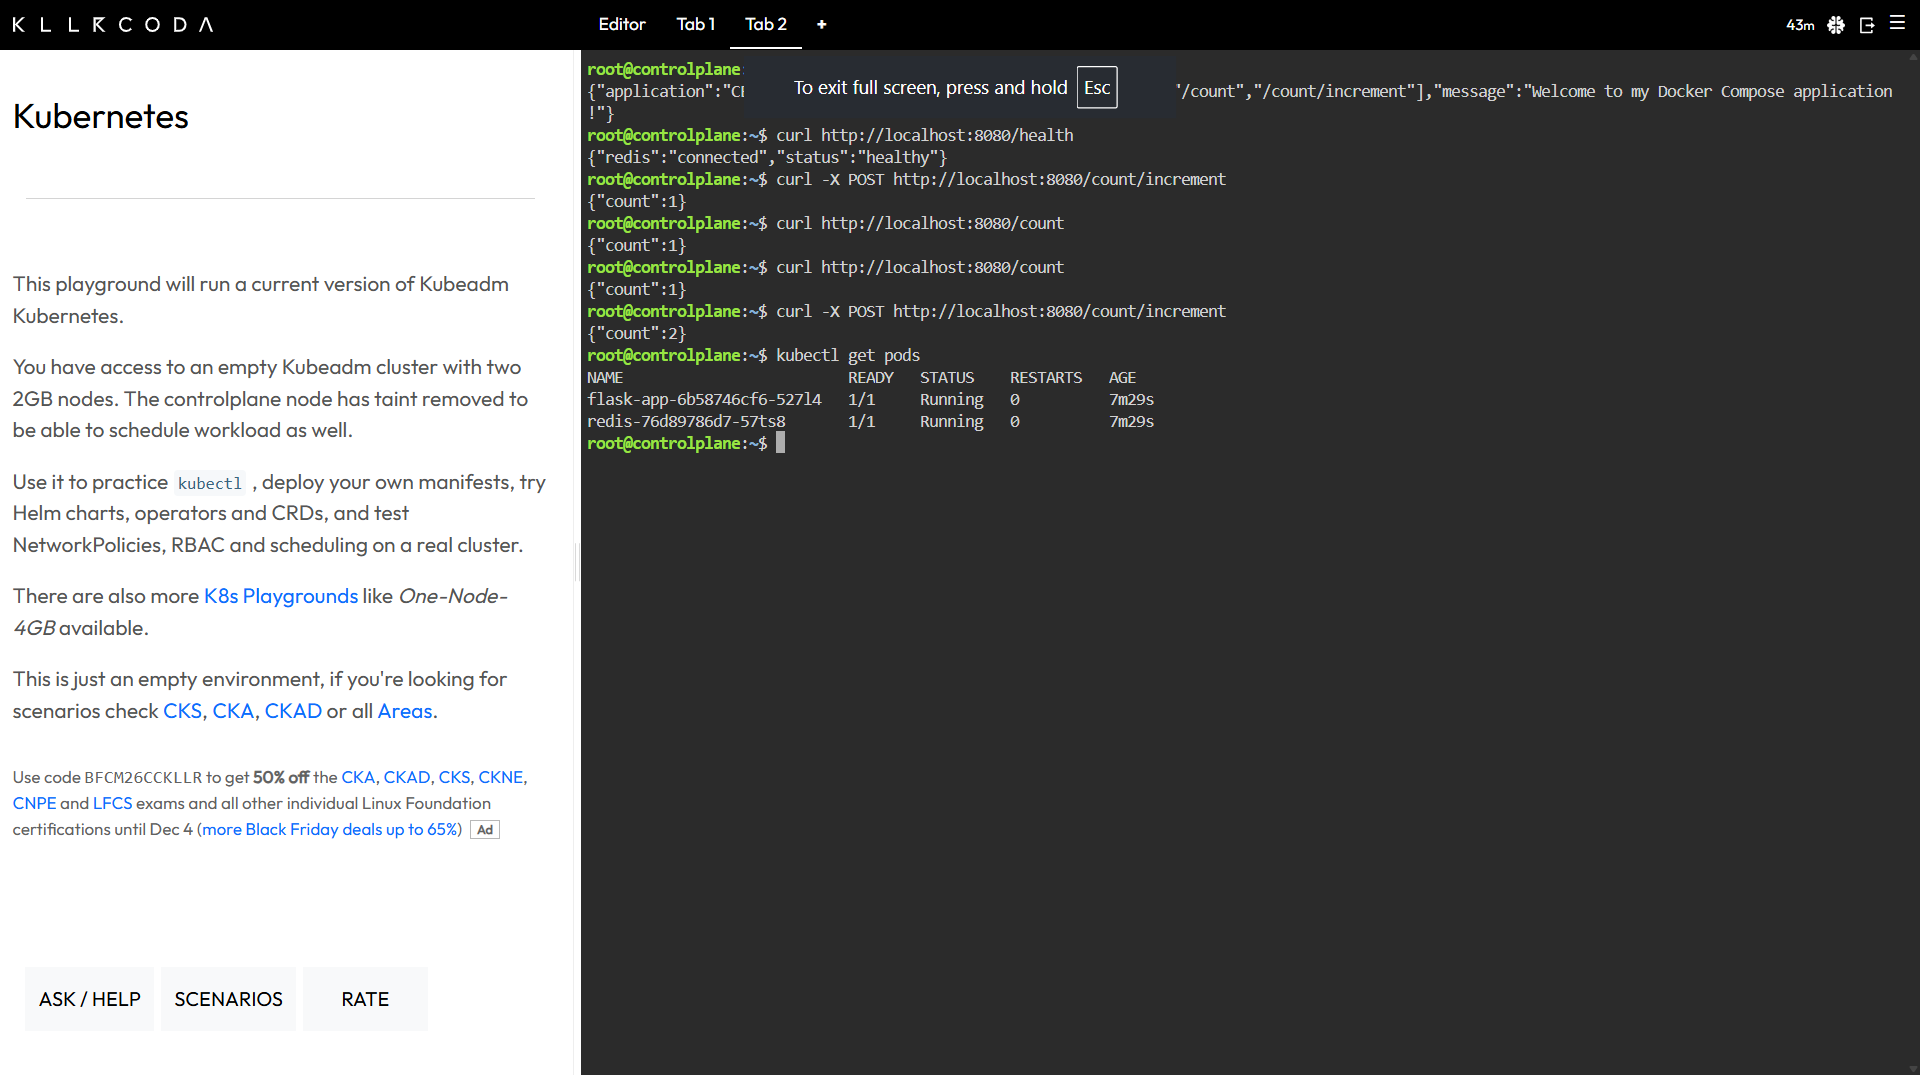 KLLRCODA
Editor Tab 1 Tab 2 +
43m
Kubernetes
This playground will run a current version of Kubeadm
Kubernetes.
You have access to an empty Kubeadm cluster with two
2GB nodes. The controlplane node has taint removed to
be able to schedule workload as well.
Use it to practice kubectl , deploy your own manifests, try
Helm charts, operators and CRDs, and test
NetworkPolicies, RBAC and scheduling on a real cluster.
There are also more K8s Playgrounds like One-Node-
4GB available.
This is just an empty environment, if you're looking for
scenarios check CKS, CKA, CKAD or all Areas.
Use code BFCM26CCKLLR to get 50% off the CKA, CKAD, CKS, CKNE,
CNPE and LFCS exams and all other individual Linux Foundation
certifications until Dec 4 (more Black Friday deals up to 65%) Ad
ASK / HELP SCENARIOS RATE
To exit full screen, press and hold Esc
root@controlplane:
{"application":"CE "/count","/count/increment"],"message":"Welcome to my Docker Compose application
!"}
root@controlplane:~$ curl http://localhost:8080/health
{"redis":"connected","status":"healthy"}
root@controlplane:~$ curl -X POST http://localhost:8080/count/increment
{"count":1}
root@controlplane:~$ curl http://localhost:8080/count
{"count":1}
root@controlplane:~$ curl http://localhost:8080/count
{"count":1}
root@controlplane:~$ curl -X POST http://localhost:8080/count/increment
{"count":2}
root@controlplane:~$ kubectl get pods
NAME READY STATUS RESTARTS AGE
flask-app-6b58746cf6-527l4 1/1 Running 0 7m29s
redis-76d89786d7-57ts8 1/1 Running 0 7m29s
root@controlplane:~$